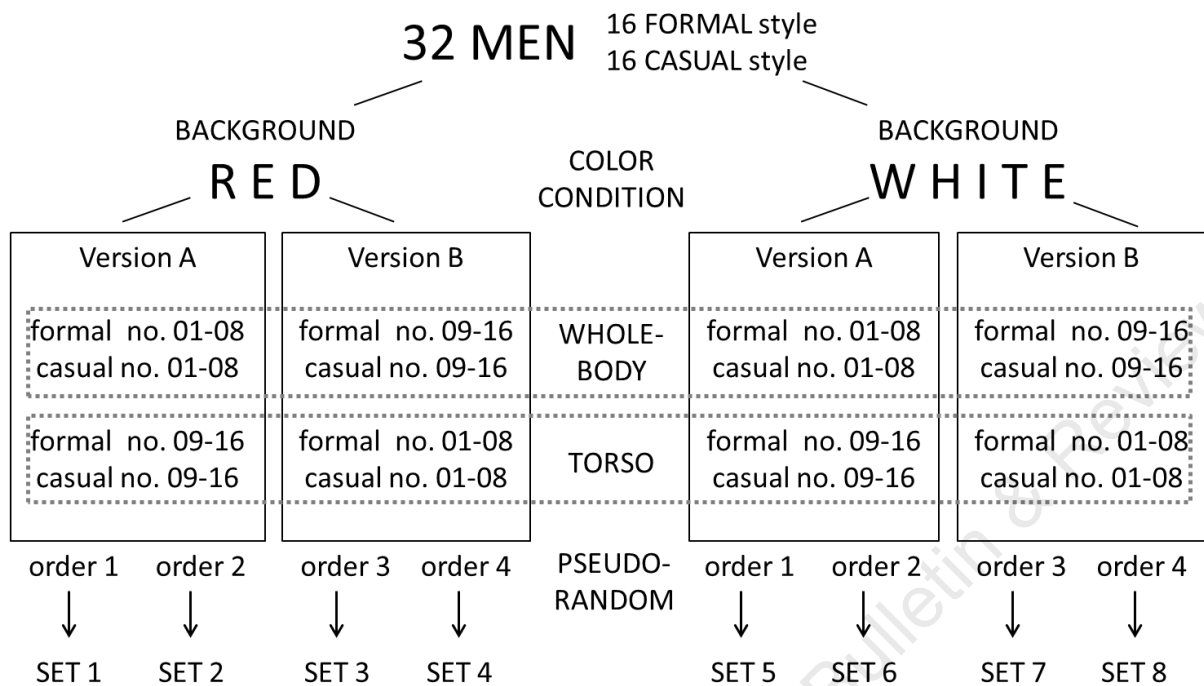 32 MEN
16 FORMAL style
16 CASUAL style
BACKGROUND
RED
BACKGROUND
WHITE
COLOR
CONDITION
Version A
Version B
Version A
Version B
formal no. 01-08
casual no. 01-08
formal no. 09-16
casual no. 09-16
WHOLE-
BODY
formal no. 01-08
casual no. 01-08
formal no. 09-16
casual no. 09-16
formal no. 09-16
casual no. 09-16
formal no. 01-08
casual no. 01-08
TORSO
formal no. 09-16
casual no. 09-16
formal no. 01-08
casual no. 01-08
order 1
order 2
order 3
order 4
PSEUDO-
RANDOM
order 1
order 2
order 3
order 4
SET 1
SET 2
SET 3
SET 4
SET 5
SET 6
SET 7
SET 8
Bulletin & Review